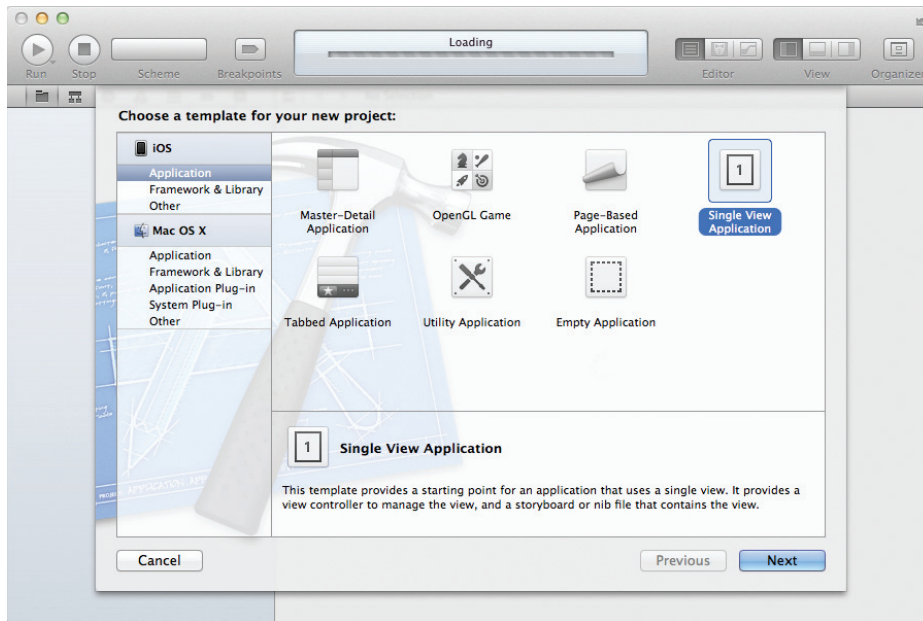 Loading
Run Stop Scheme Breakpoints Editor View Organizer
Choose a template for your new project:
iOS
Application
Framework & Library
Other
Mac OS X
Application
Framework & Library
Application Plug-in
System Plug-in
Other
Master-Detail
Application
OpenGL Game
Page-Based
Application
1
Single View
Application
Tabbed Application
Utility Application
Empty Application
1
Single View Application
This template provides a starting point for an application that uses a single view. It provides a
view controller to manage the view, and a storyboard or nib file that contains the view.
Cancel
Previous
Next